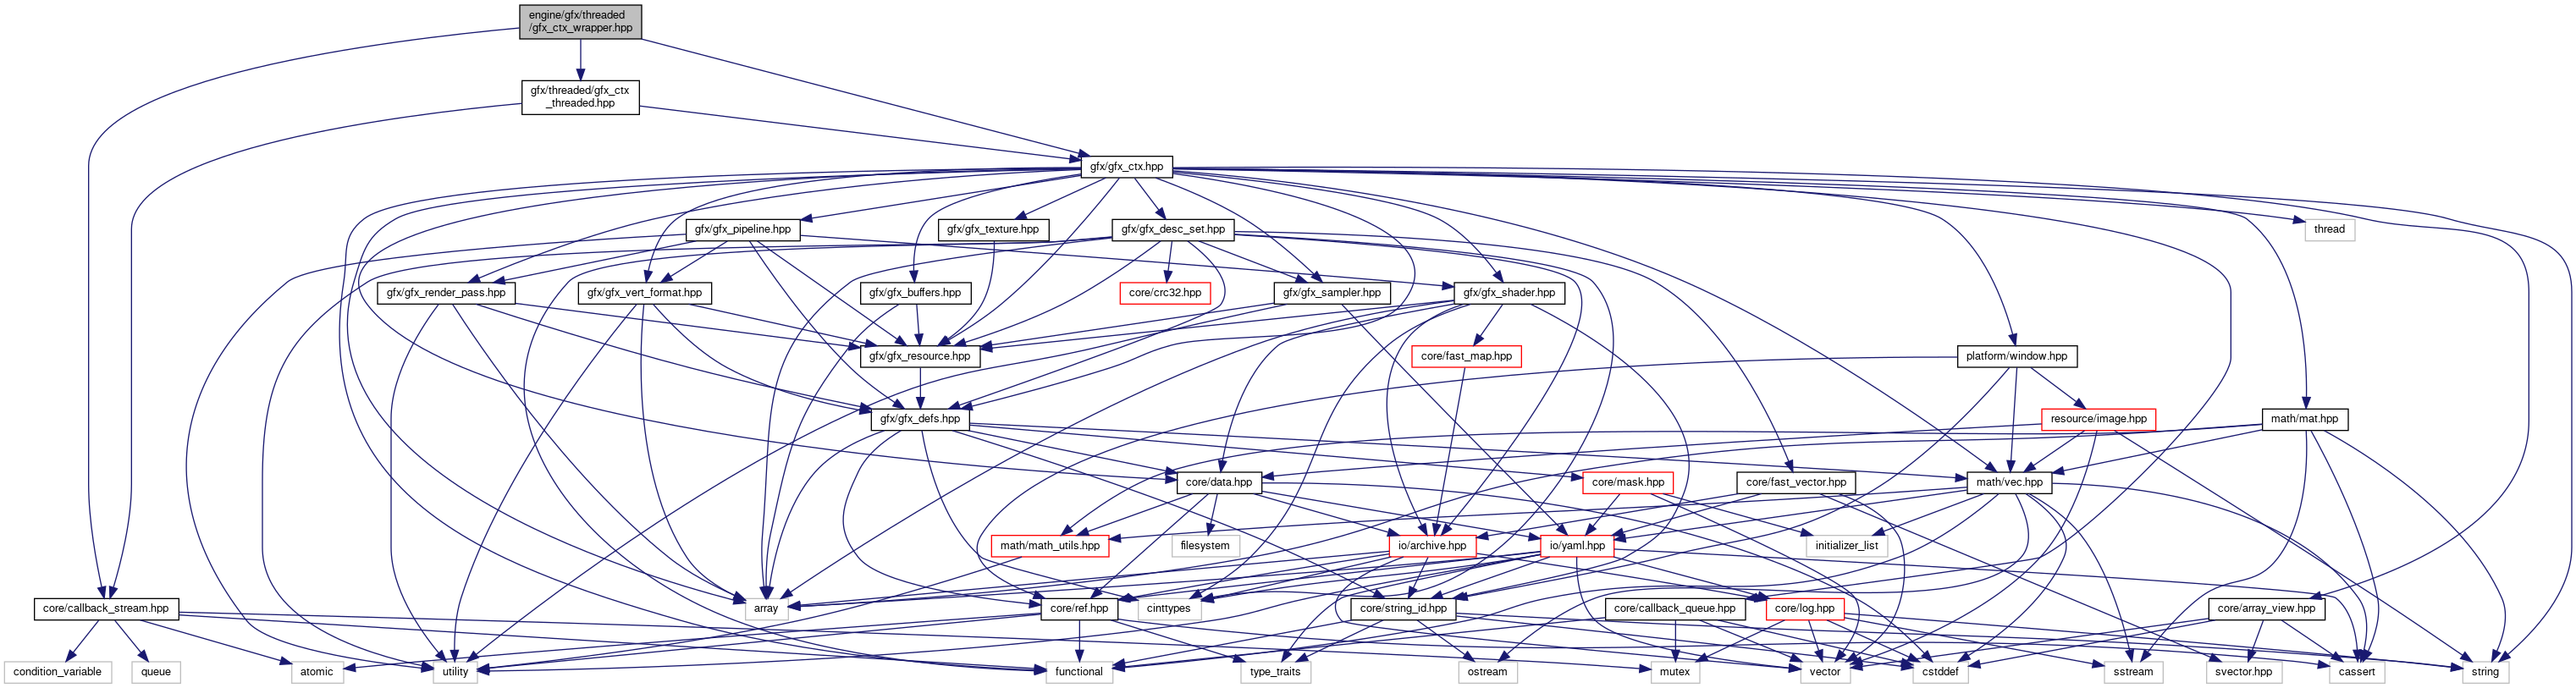 engine/gfx/threaded
/gfx_ctx_wrapper.hpp
gfx/threaded/gfx_ctx
_threaded.hpp
gfx/gfx_ctx.hpp
gfx/gfx_pipeline.hpp
gfx/gfx_texture.hpp
gfx/gfx_desc_set.hpp
thread
gfx/gfx_render_pass.hpp
gfx/gfx_vert_format.hpp
gfx/gfx_buffers.hpp
core/crc32.hpp
gfx/gfx_sampler.hpp
gfx/gfx_shader.hpp
gfx/gfx_resource.hpp
core/fast_map.hpp
platform/window.hpp
gfx/gfx_defs.hpp
resource/image.hpp
math/mat.hpp
core/data.hpp
core/mask.hpp
core/fast_vector.hpp
math/vec.hpp
math/math_utils.hpp
filesystem
io/archive.hpp
io/yaml.hpp
initializer_list
core/callback_stream.hpp
array
core/ref.hpp
cinttypes
core/string_id.hpp
core/callback_queue.hpp
core/log.hpp
core/array_view.hpp
condition_variable
queue
atomic
utility
functional
type_traits
ostream
mutex
vector
cstddef
sstream
svector.hpp
cassert
string